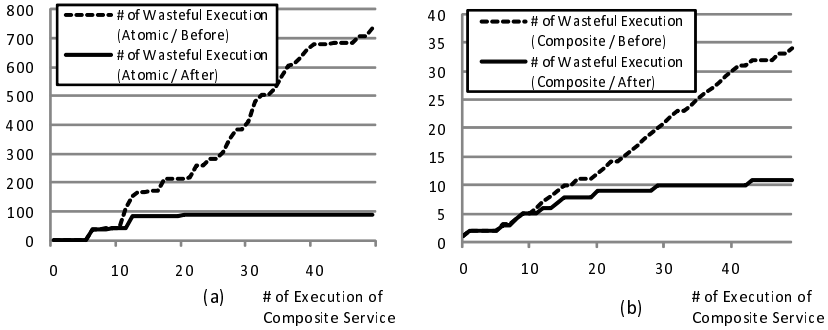 800
700
600
500
400
300
200
100
0
# of Wasteful Execution
(Atomic / Before)
# of Wasteful Execution
(Atomic / After)
0 10 20 30 40
(a)
# of Execution of
Composite Service
40
35
30
25
20
15
10
5
0
# of Wasteful Execution
(Composite / Before)
# of Wasteful Execution
(Composite / After)
0 10 20 30 40
(b)
# of Execution of
Composite Service